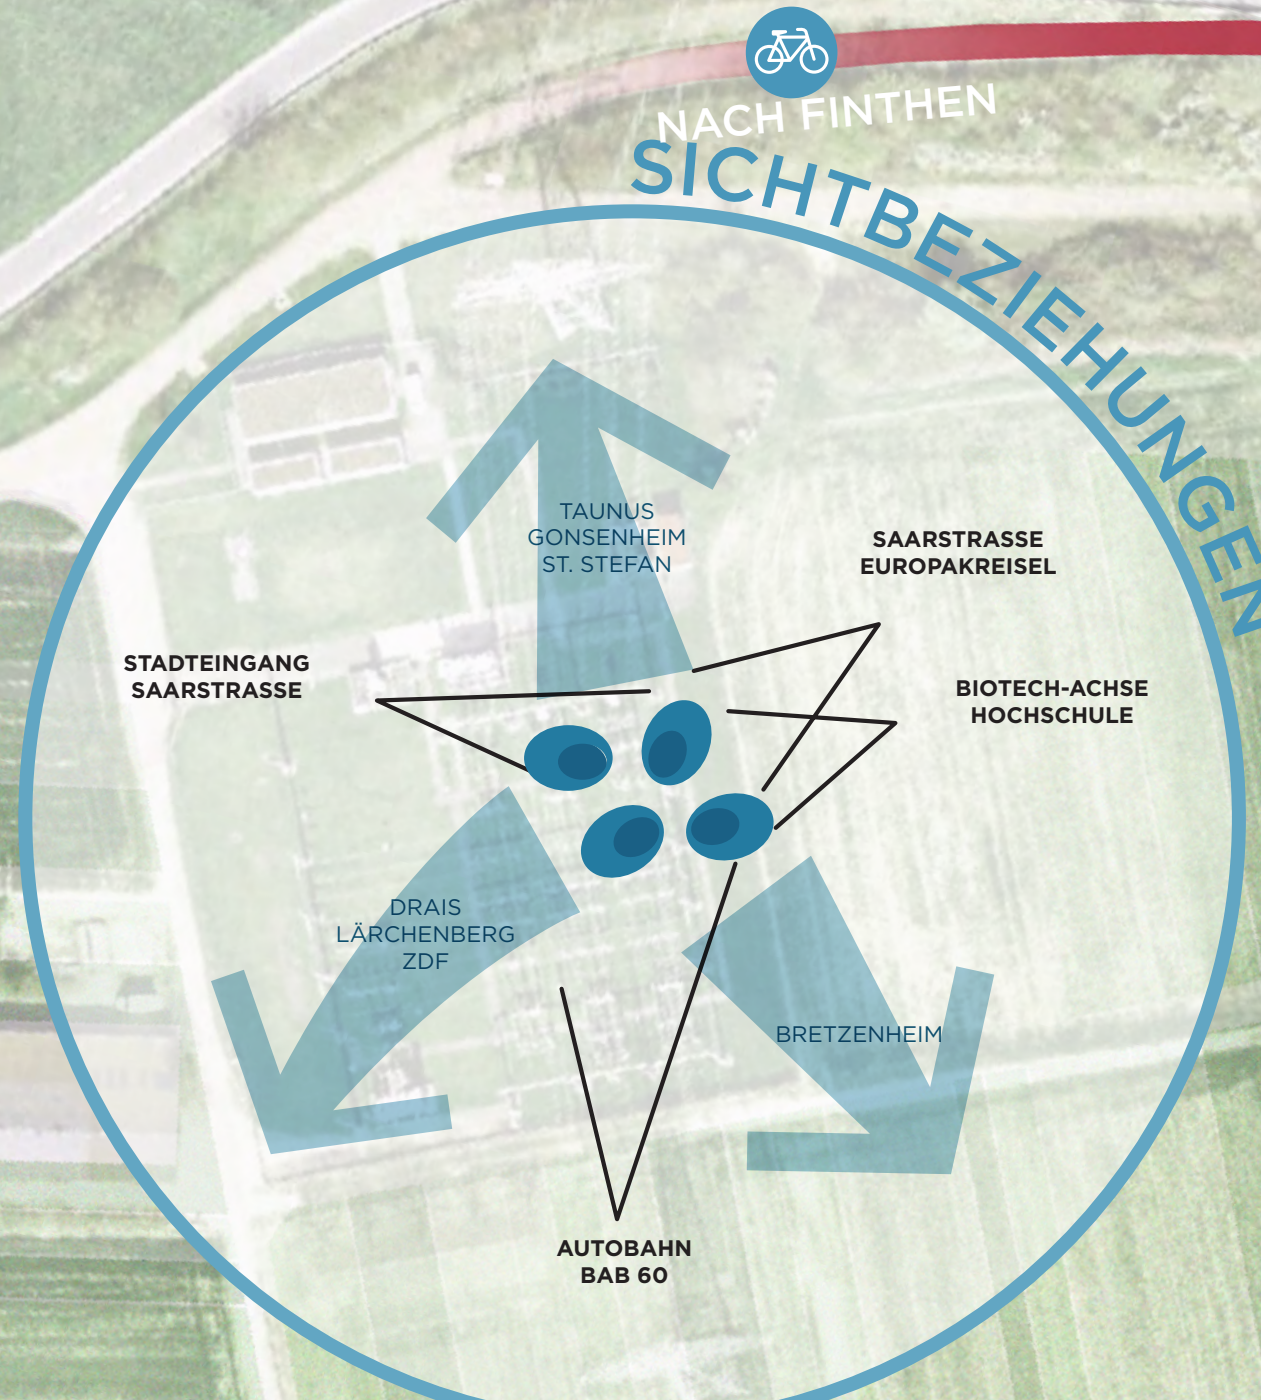 NACH FINTHEN
SICHTBEZIEHUNGEN
TAUNUS
GONSENHEIM
ST. STEFAN
SAARSTRASSE
EUROPAKREISEL
STADTEINGANG
SAARSTRASSE
BIOTECH-ACHSE
HOCHSCHULE
DRAIS
LÄRCHENBERG
ZDF
BRETZENHEIM
AUTOBAHN
BAB 60